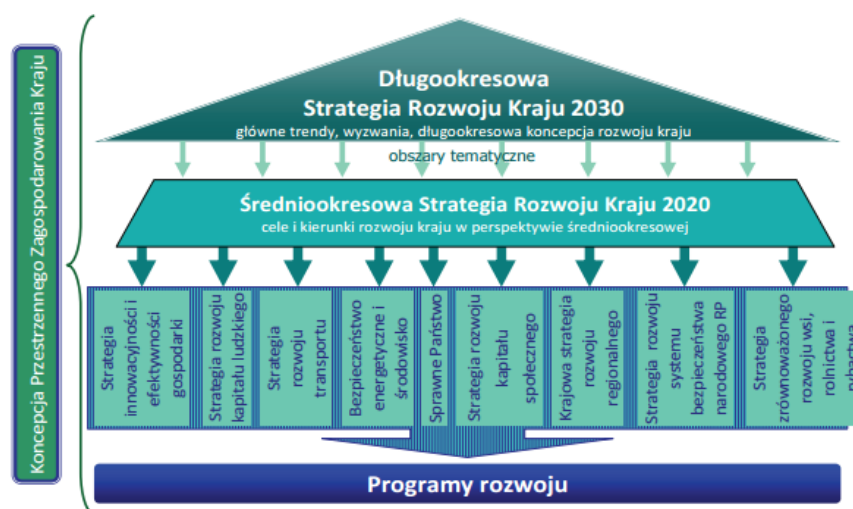 Koncepcja Przestrzennego Zagospodarowania Kraju
Długookresowa
Strategia Rozwoju Kraju 2030
główne trendy, wyzwania, długookresowa koncepcja rozwoju kraju
obszary tematyczne
Średniookresowa Strategia Rozwoju Kraju 2020
cele i kierunki rozwoju kraju w perspektywie średniookresowej
Strategia
innowacyjności i
efektywności
gospodarki
Strategia rozwoju
kapitału ludzkiego
Strategia
rozwoju
transportu
Bezpieczeństwo
energetyczne i
środowisko
Sprawne Państwo
Strategia rozwoju
kapitału
społecznego
Krajowa strategia
rozwoju
regionalnego
Strategia rozwoju
systemu
bezpieczeństwa
narodowego RP
Strategia
zrównoważonego
rozwoju wsi,
rolnictwa i
Programy rozwoju